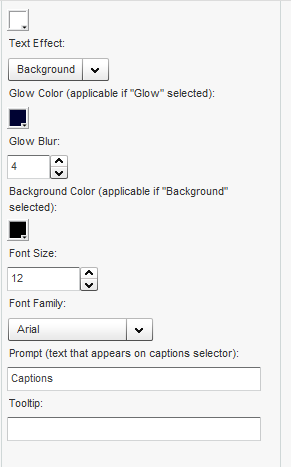 Text Effect:
Background
Glow Color (applicable if "Glow" selected):
Glow Blur:
4
Background Color (applicable if "Background"
selected):
Font Size:
12
Font Family:
Arial
Prompt (text that appears on captions selector):
Captions
Tooltip: